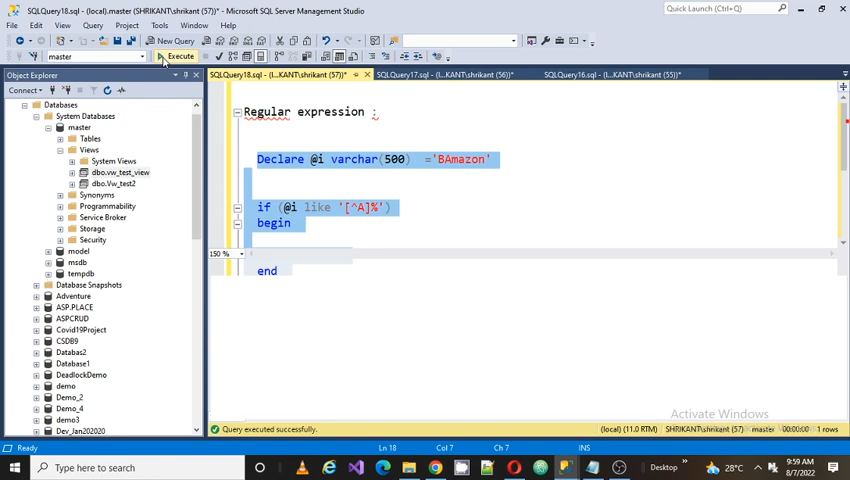 SQLQuery18.sql - (local).master (SHRIKANT\shrikant (57))* - Microsoft SQL Server Management Studio
Quick Launch (Ctrl+Q)
File Edit View Query Project Tools Window Help
New Query
master
Execute
Object Explorer
SQLQuery18.sql - (l...KANT\shrikant (57))*
SQLQuery17.sql - (l...KANT\shrikant (56))*
SQLQuery16.sql - (l...KANT\shrikant (55))*
Connect
Databases
System Databases
master
Tables
Views
System Views
dbo.vw_test_view
dbo.Vw_test2
Synonyms
Programmability
Service Broker
Storage
Security
model
msdb
tempdb
Database Snapshots
Adventure
ASP.PLACE
ASPCRUD
Covid19Project
CSDB9
Databas2
Database1
DeadlockDemo
demo
Demo_2
Demo_4
demo3
Dev_Jan202020
Regular expression :
Declare @i varchar(500) ='BAmazon'
if (@i like '[^A]%')
begin
150 %
end
Activate Windows
Query executed successfully.
(local) (11.0 RTM) SHRIKANT\shrikant (57) master 00:00:00 1 rows
Ready
Ln 18 Col 7 Ch 7 INS
Type here to search
Desktop
28°C
9:59 AM
8/7/2022